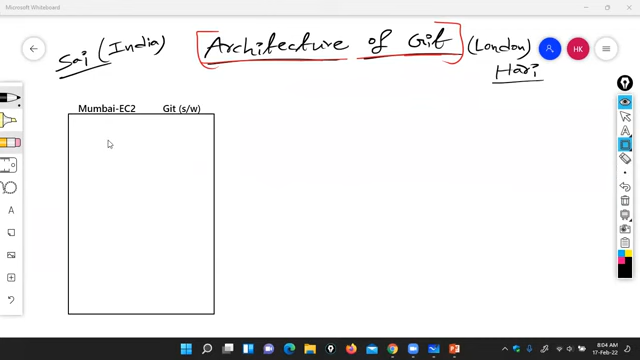 Microsoft Whiteboard
Sai (India) Architecture of Git (London)
Hari
HK
Mumbai-EC2 Git (s/w)
8:04 AM
17-Feb-22